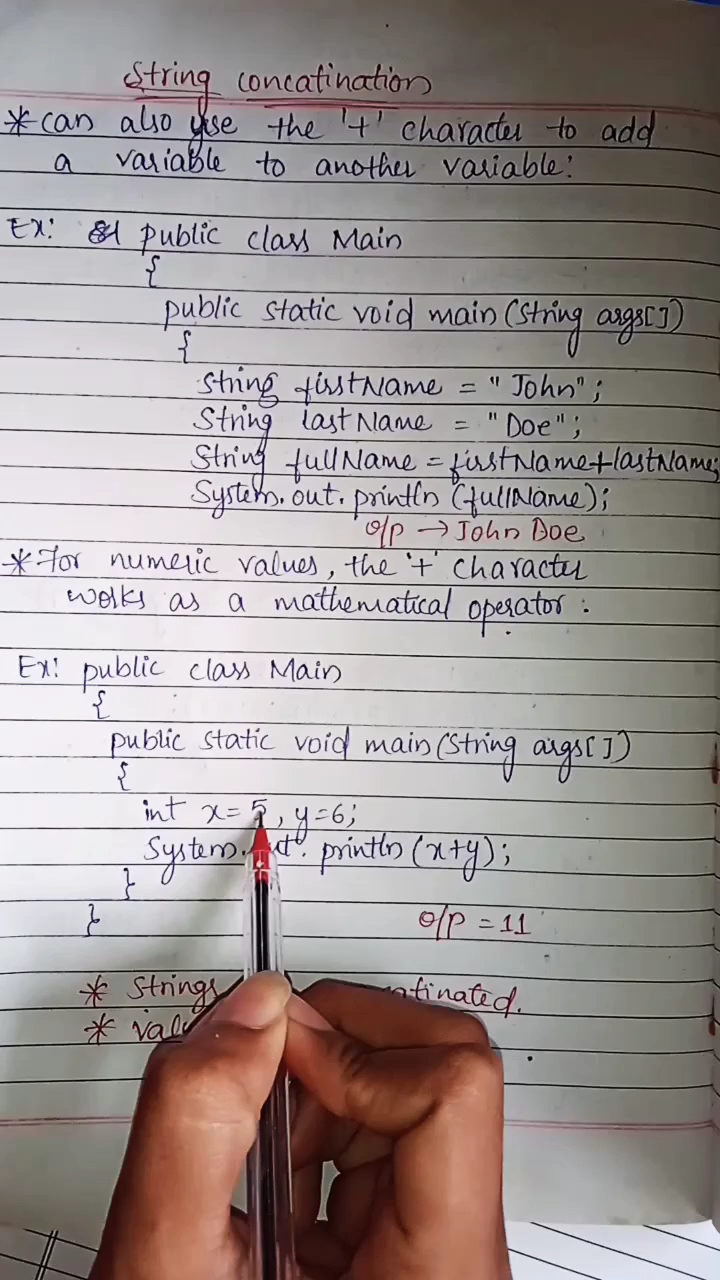 String concatination
* can also use the '+' character to add
a variable to another variable:
Ex: public class Main
{
public static void main(String args[])
{
String firstName = "John";
String lastName = "Doe";
String fullName = firstName+lastName;
System.out.println(fullName);
o/p → John Doe
* For numeric values, the '+' character
works as a mathematical operator:
Ex: public class Main
{
public static void main(String args[])
{
int x=5, y=6;
System.out.println(x+y);
}
}
o/p = 11
* Strings
*